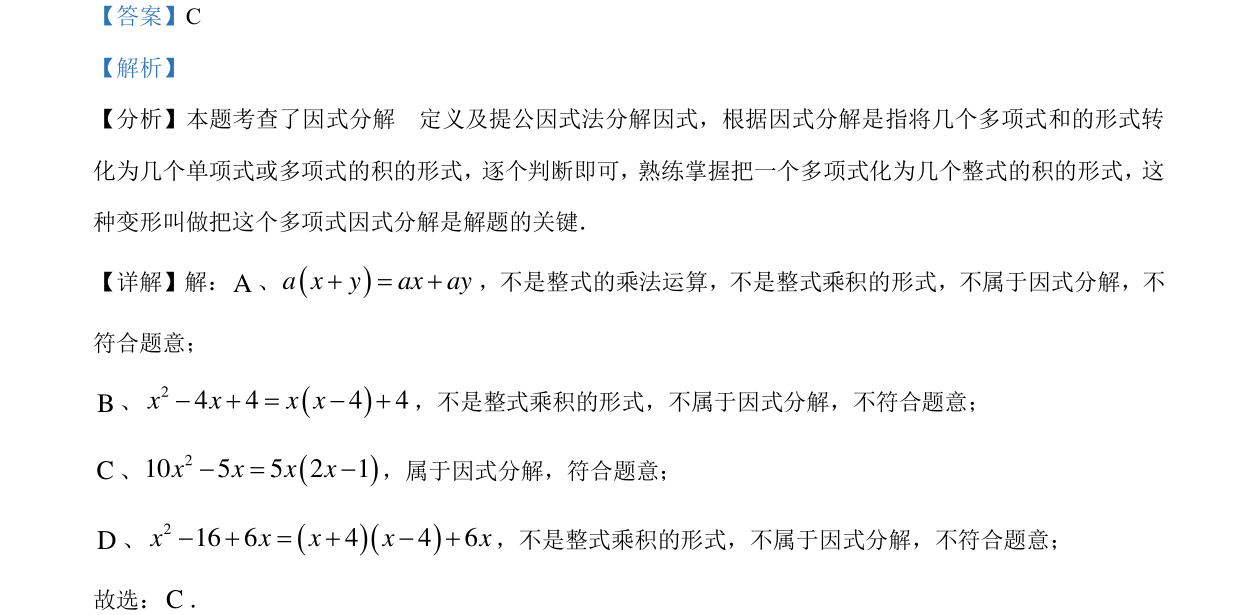 【答案】C
【解析】
【分析】本题考查了因式分解 定义及提公因式法分解因式，根据因式分解是指将几个多项式和的形式转
化为几个单项式或多项式的积的形式，逐个判断即可，熟练掌握把一个多项式化为几个整式的积的形式，这
种变形叫做把这个多项式因式分解是解题的关键．
【详解】解：A、a(x+y)=ax+ay，不是整式的乘法运算，不是整式乘积的形式，不属于因式分解，不
符合题意；
B、x²−4x+4=x(x−4)+4，不是整式乘积的形式，不属于因式分解，不符合题意；
C、10x²−5x=5x(2x−1)，属于因式分解，符合题意；
D、x²−16+6x=(x+4)(x−4)+6x，不是整式乘积的形式，不属于因式分解，不符合题意；
故选：C．